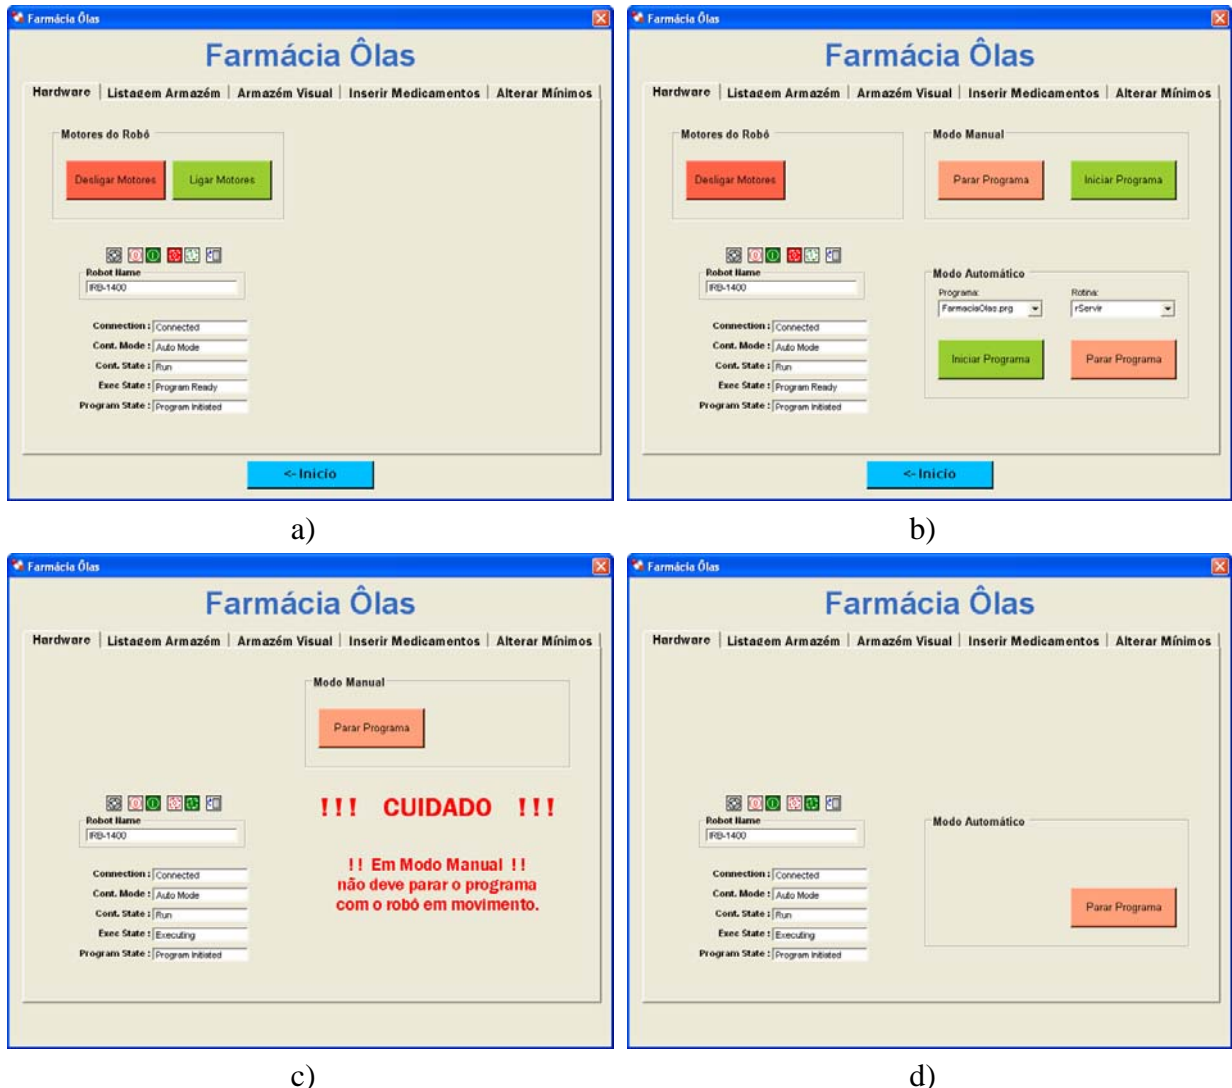 Farmácia Ôlas
Farmácia Ôlas
Hardware Listagem Armazém Armazém Visual Inserir Medicamentos Alterar Mínimos
Motores do Robô
Desligar Motores Ligar Motores
Robot Name
IRB-1400
Connection : Connected
Cont. Mode : Auto Mode
Cont. State : Run
Exec State : Program Ready
Program State : Program Initiated
<- Inicío
a)
Farmácia Ôlas
Farmácia Ôlas
Hardware Listagem Armazém Armazém Visual Inserir Medicamentos Alterar Mínimos
Motores do Robô
Desligar Motores
Modo Manual
Parar Programa Iniciar Programa
Robot Name
IRB-1400
Connection : Connected
Cont. Mode : Auto Mode
Cont. State : Run
Exec State : Program Ready
Program State : Program Initiated
Modo Automático
Programa: Rotina:
FarmaciaOlas.prg rServir
Iniciar Programa Parar Programa
<- Inicío
b)
Farmácia Ôlas
Farmácia Ôlas
Hardware Listagem Armazém Armazém Visual Inserir Medicamentos Alterar Mínimos
Modo Manual
Parar Programa
Robot Name
IRB-1400
Connection : Connected
Cont. Mode : Auto Mode
Cont. State : Run
Exec State : Executing
Program State : Program Initiated
!!! CUIDADO !!!
!! Em Modo Manual !!
não deve parar o programa
com o robô em movimento.
c)
Farmácia Ôlas
Farmácia Ôlas
Hardware Listagem Armazém Armazém Visual Inserir Medicamentos Alterar Mínimos
Robot Name
IRB-1400
Connection : Connected
Cont. Mode : Auto Mode
Cont. State : Run
Exec State : Executing
Program State : Program Initiated
Modo Automático
Parar Programa
d)